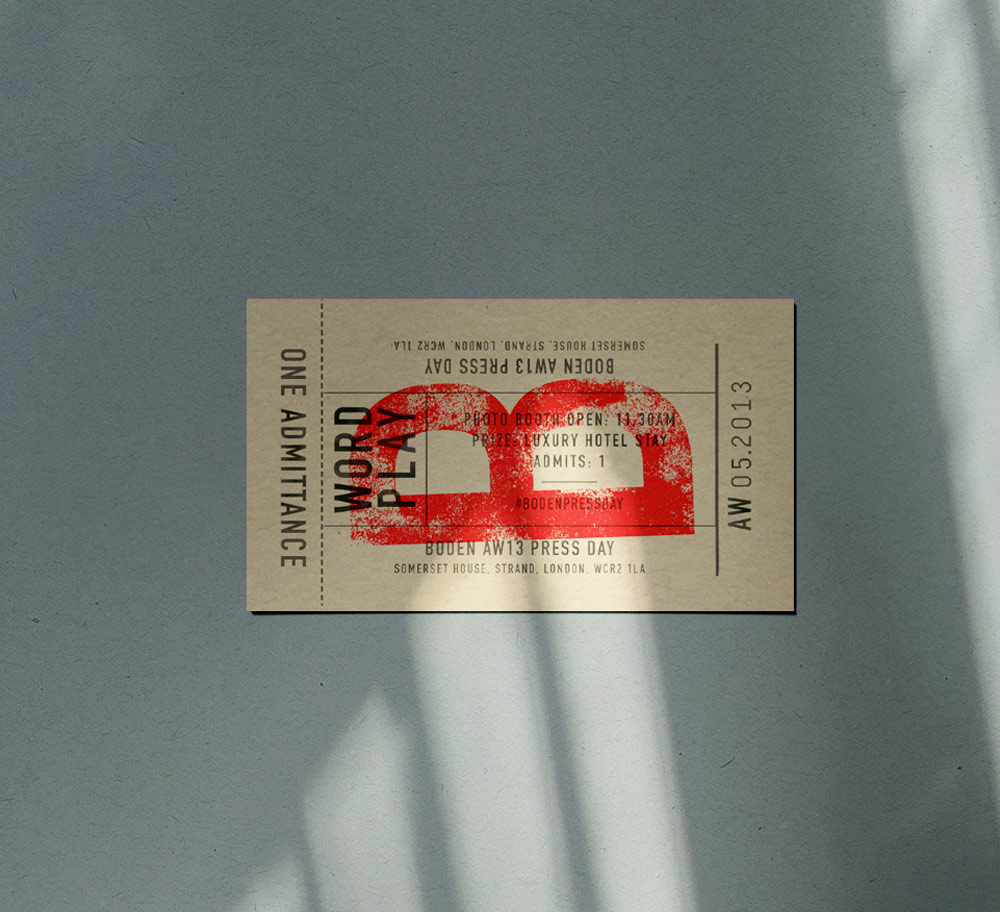 ONE ADMITTANCE
SOMERSET HOUSE, STRAND, LONDON, WCR2 1LA
BODEN AW13 PRESS DAY
WORD
PLAY
B
PHOTO BOOTH OPEN: 11.30AM
PRIZE: LUXURY HOTEL STAY
ADMITS: 1
#BODENPRESSDAY
BODEN AW13 PRESS DAY
SOMERSET HOUSE, STRAND, LONDON, WCR2 1LA
AW 05.2013